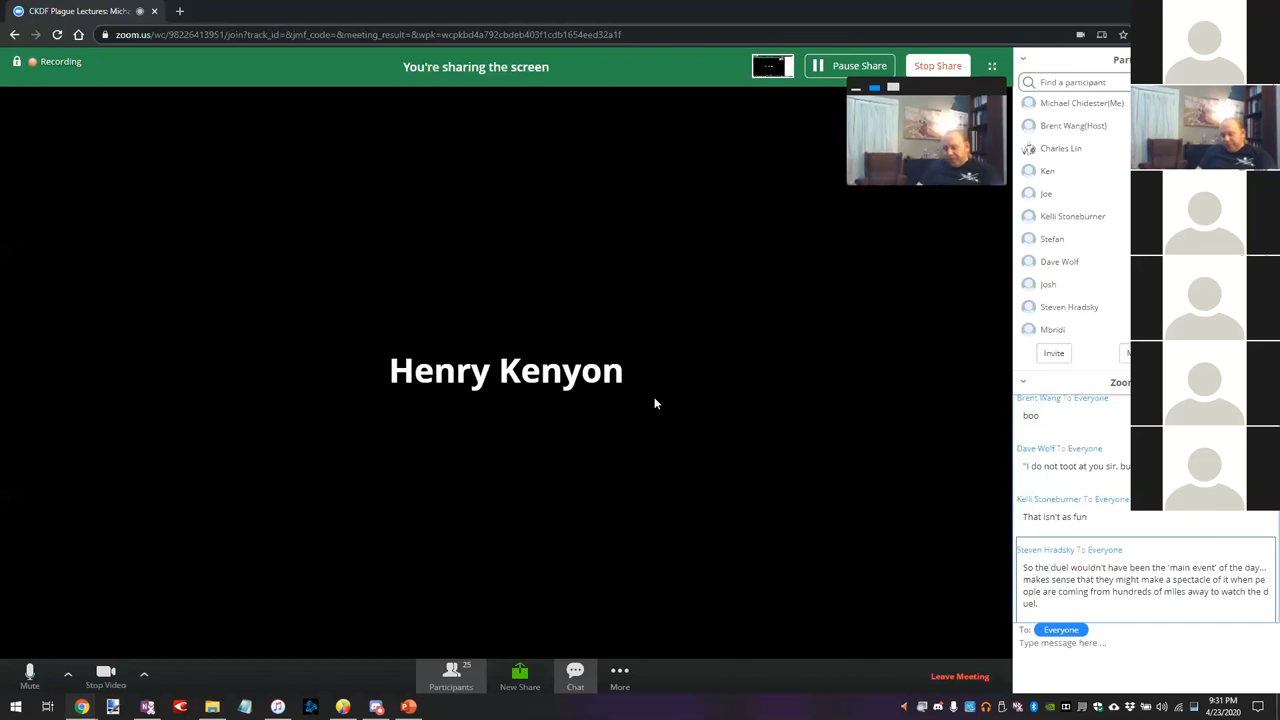 CKDF Plague Lectures: Mich
zoom.us/wc/98226413951/join?track_id=&jmf_code=&meeting_result=&wpk=wcpkbd4a792cbdeb403f1cdb1654eed32a1f
Recording
You're sharing the screen
Pause Share
Stop Share
Par
Find a participant
Michael Chidester(Me)
Brent Wang(Host)
Charles Lin
Ken
Joe
Kelli Stoneburner
Stefan
Dave Wolf
Josh
Steven Hradsky
Mbridi
Invite
M
Henry Kenyon
Zoom
Brent Wang To Everyone
boo
Dave Wolf To Everyone
"I do not toot at you sir, bu
Kelli Stoneburner To Everyone
That isn't as fun
Steven Hradsky To Everyone
So the duel wouldn't have been the 'main event' of the day...
makes sense that they might make a spectacle of it when pe
ople are coming from hundreds of miles away to watch the d
uel.
To: Everyone
Type message here ...
Mute
Stop Video
25
Participants
New Share
Chat
More
Leave Meeting
9:31 PM
4/23/2020